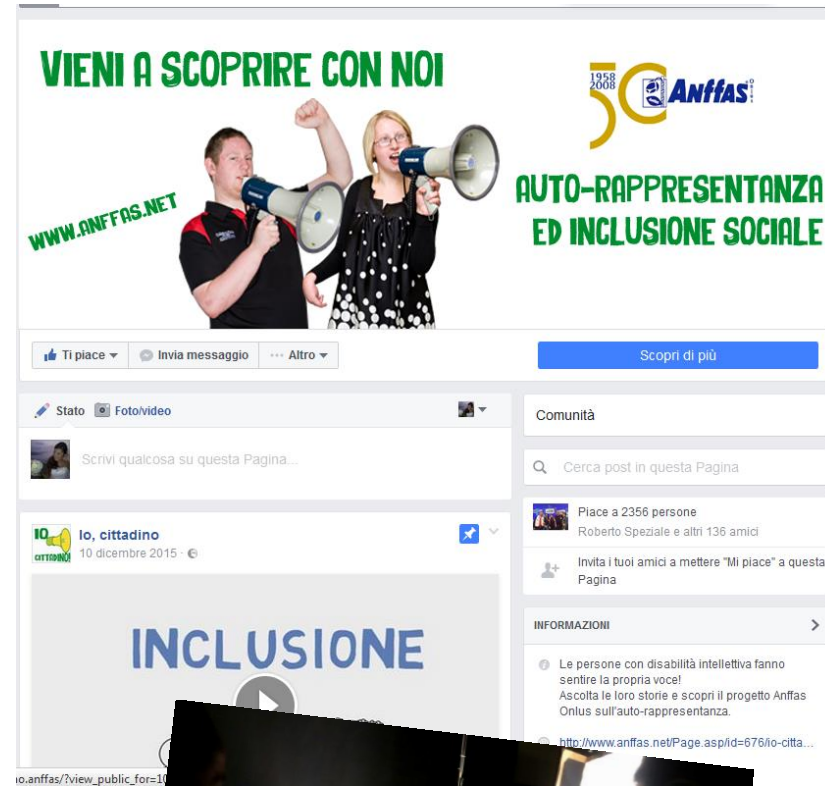 VIENI A SCOPRIRE CON NOI
1958
2008
50
Anffas
WWW.ANFFAS.NET
AUTO-RAPPRESENTANZA
ED INCLUSIONE SOCIALE
Ti piace
Invia messaggio
Altro
Scopri di più
Stato
Foto/video
Scrivi qualcosa su questa Pagina...
Comunità
Cerca post in questa Pagina
Piace a 2356 persone
Roberto Speziale e altri 136 amici
Invita i tuoi amici a mettere "Mi piace" a questa
Pagina
IO
CITTADINO!
Io, cittadino
10 dicembre 2015
INCLUSIONE
INFORMAZIONI
Le persone con disabilità intellettiva fanno
sentire la propria voce!
Ascolta le loro storie e scopri il progetto Anffas
Onlus sull'auto-rappresentanza.
http://www.anffas.net/Page.asp/id=676/io-citta...
o.anffas/?view_public_for=10